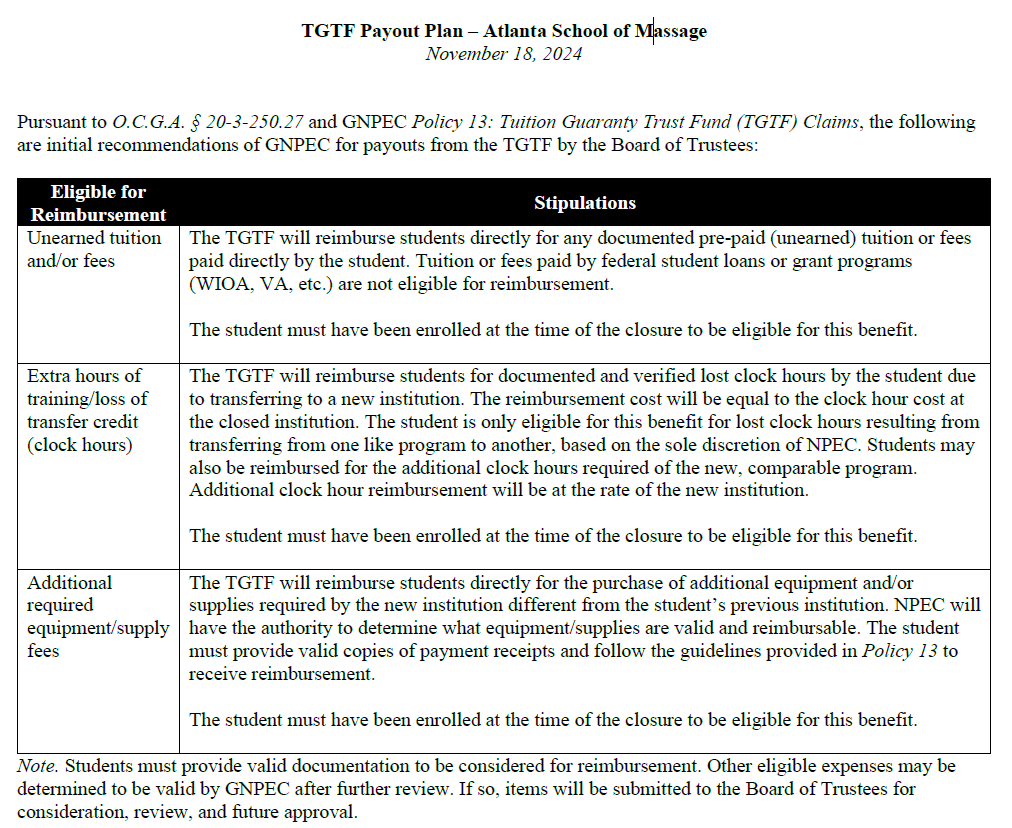 TGTF Payout Plan – Atlanta School of Massage
November 18, 2024
Pursuant to O.C.G.A. § 20-3-250.27 and GNPEC Policy 13: Tuition Guaranty Trust Fund (TGTF) Claims, the following
are initial recommendations of GNPEC for payouts from the TGTF by the Board of Trustees:
Eligible for
Reimbursement
Stipulations
Unearned tuition
and/or fees
The TGTF will reimburse students directly for any documented pre-paid (unearned) tuition or fees
paid directly by the student. Tuition or fees paid by federal student loans or grant programs
(WIOA, VA, etc.) are not eligible for reimbursement.
The student must have been enrolled at the time of the closure to be eligible for this benefit.
Extra hours of
training/loss of
transfer credit
(clock hours)
The TGTF will reimburse students for documented and verified lost clock hours by the student due
to transferring to a new institution. The reimbursement cost will be equal to the clock hour cost at
the closed institution. The student is only eligible for this benefit for lost clock hours resulting from
transferring from one like program to another, based on the sole discretion of NPEC. Students may
also be reimbursed for the additional clock hours required of the new, comparable program.
Additional clock hour reimbursement will be at the rate of the new institution.
The student must have been enrolled at the time of the closure to be eligible for this benefit.
Additional
required
equipment/supply
fees
The TGTF will reimburse students directly for the purchase of additional equipment and/or
supplies required by the new institution different from the student’s previous institution. NPEC will
have the authority to determine what equipment/supplies are valid and reimbursable. The student
must provide valid copies of payment receipts and follow the guidelines provided in Policy 13 to
receive reimbursement.
The student must have been enrolled at the time of the closure to be eligible for this benefit.
Note. Students must provide valid documentation to be considered for reimbursement. Other eligible expenses may be
determined to be valid by GNPEC after further review. If so, items will be submitted to the Board of Trustees for
consideration, review, and future approval.